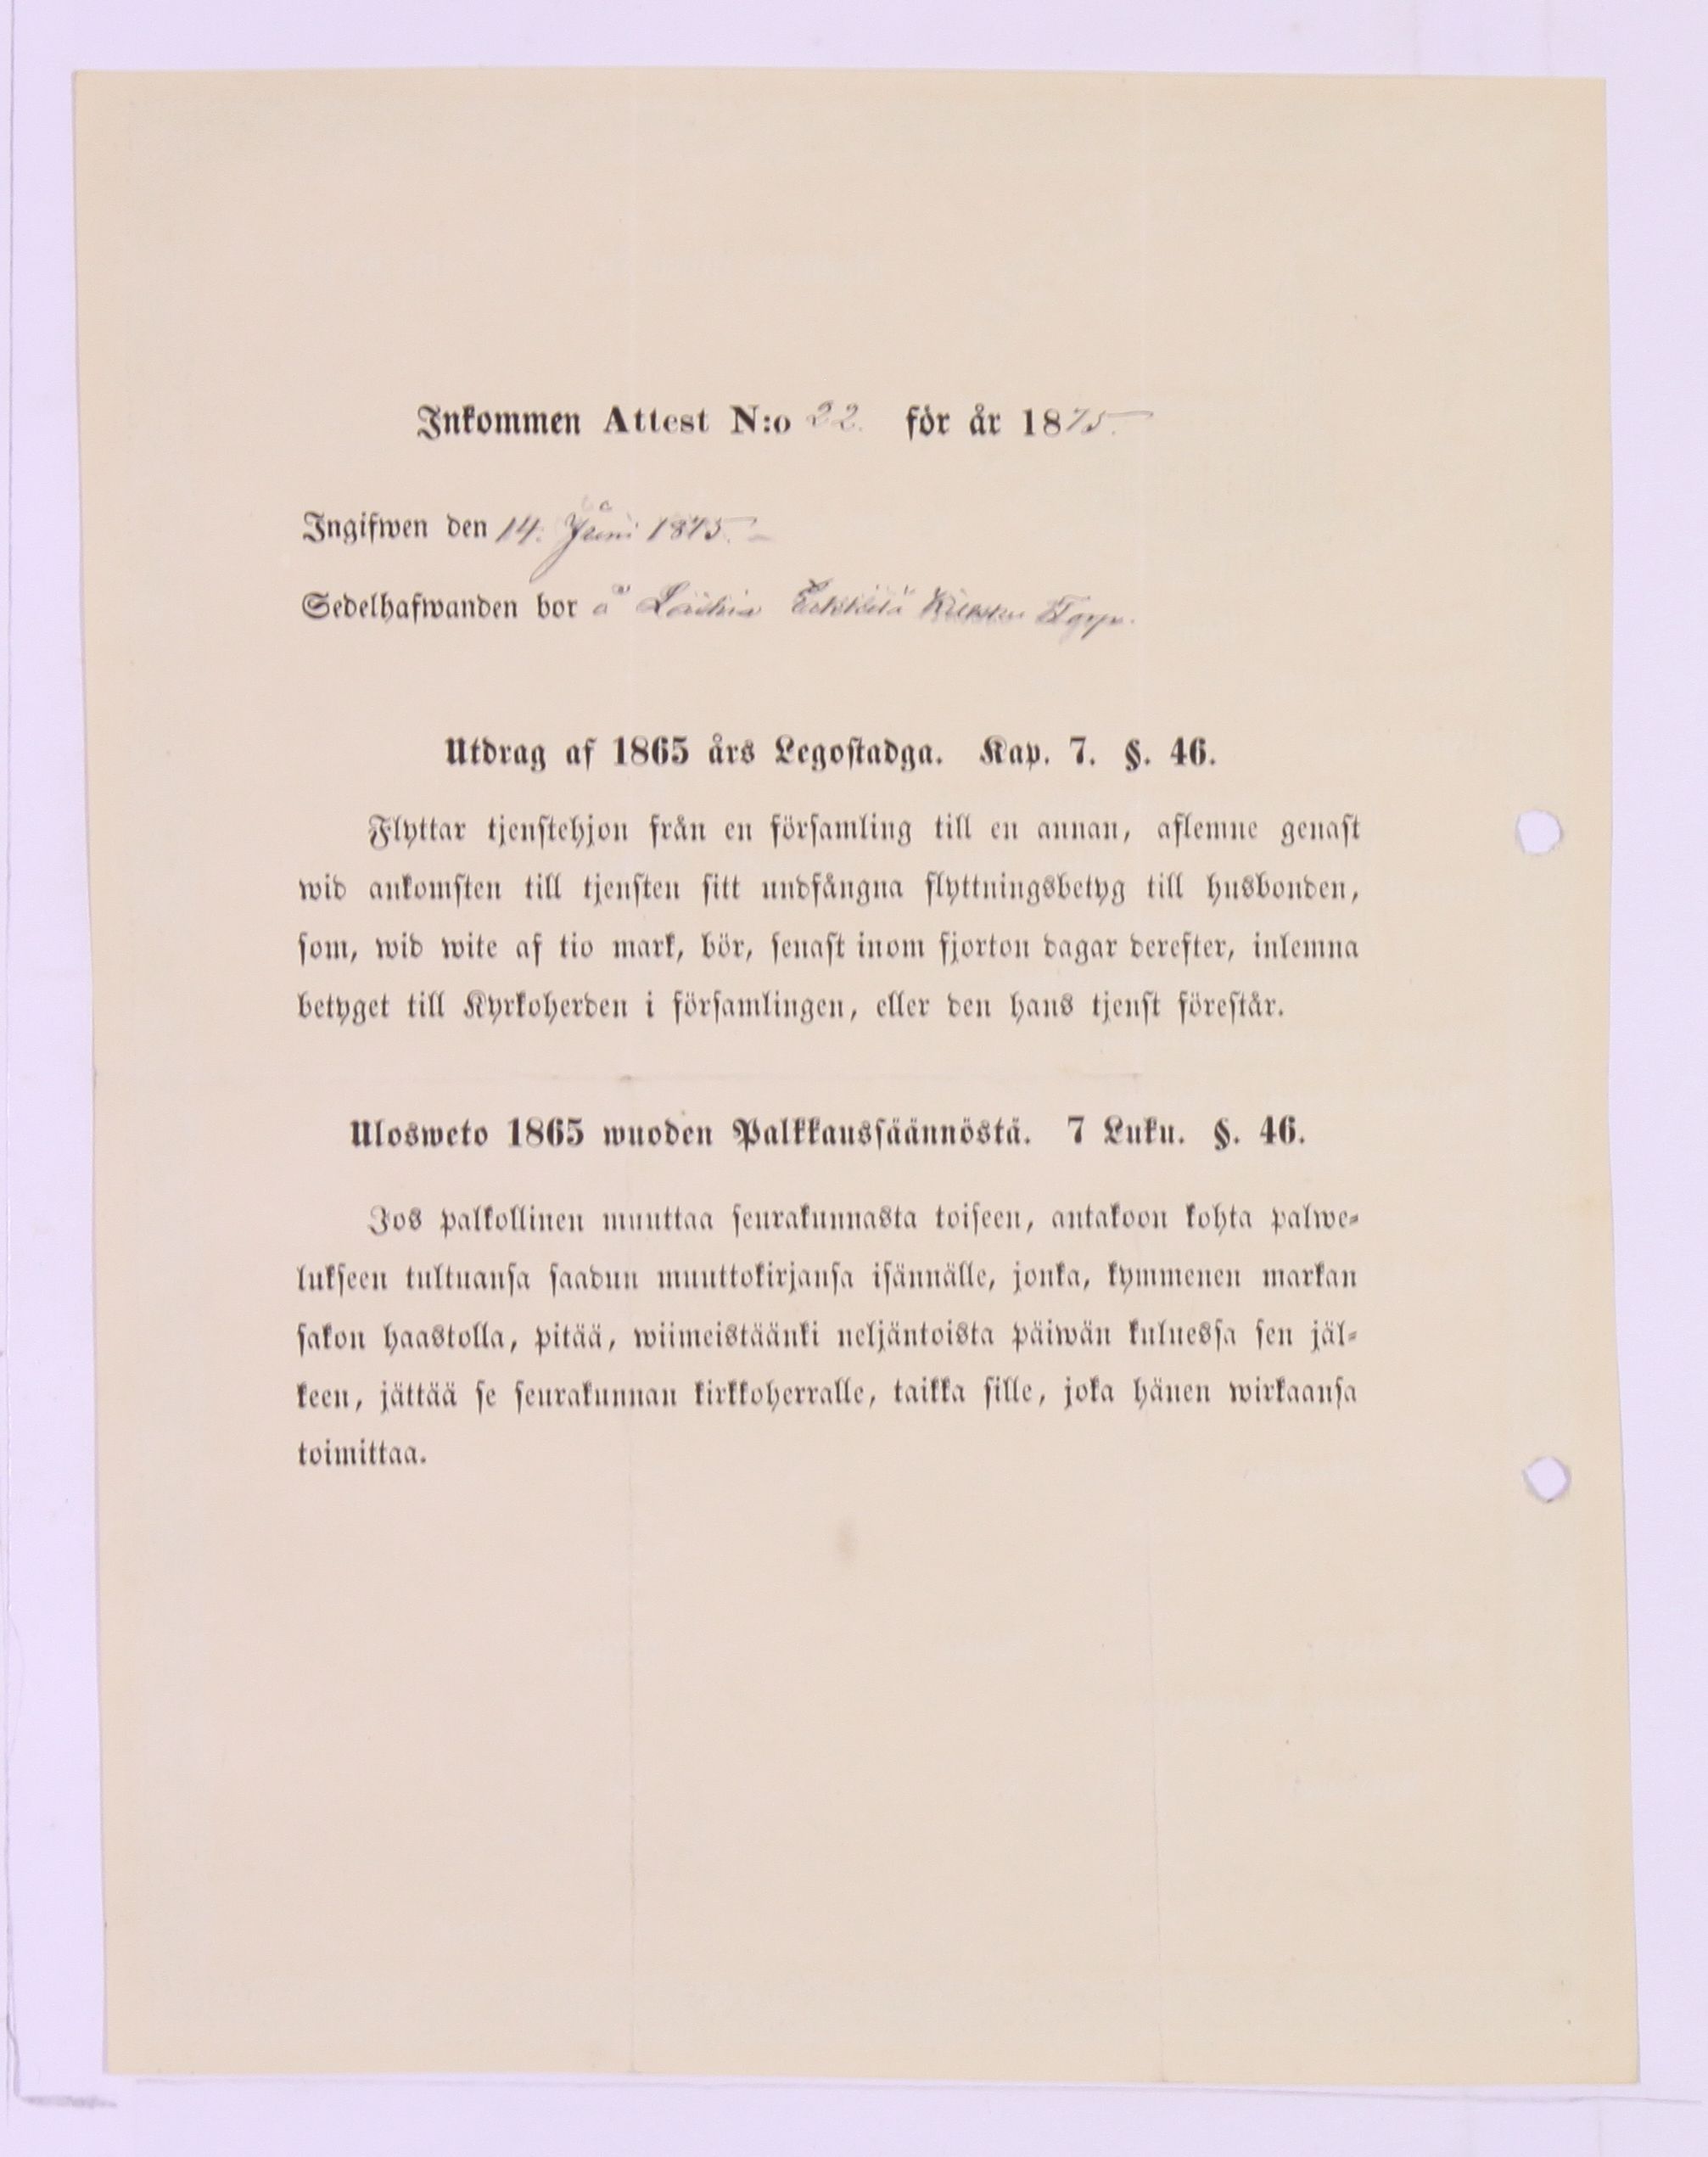 Inkommen Attest N:o 22. för år 1875.
Ingifwen den 14. Juni 1875. –
Sedelhafwanden bor å Torp.
Utdrag af 1865 års Legostadga. Kap. 7. §. 46.
Flyttar tjenstehjon från en församling till en annan, aflemne genast
wid ankomsten till tjensten sitt undfångna flyttningsbetyg till husbonden,
som, wid wite af tio mark, bör, senast inom fjorton dagar derefter, inlemna
betyget till Kyrkoherden i församlingen, eller den hans tjenst förestår.
Ulosweto 1865 wuoden Palkkaussäännöstä. 7 Luku. §. 46.
Jos palkollinen muuttaa seurakunnasta toiseen, antakoon kohta palwe-
lukseen tultuansa saadun muuttokirjansa isännälle, jonka, kymmenen markan
sakon haastolla, pitää, wiimeistäänki neljäntoista päiwän kuluessa sen jäl-
keen, jättää se seurakunnan kirkkoherralle, taikka sille, joka hänen wirkaansa
toimittaa.